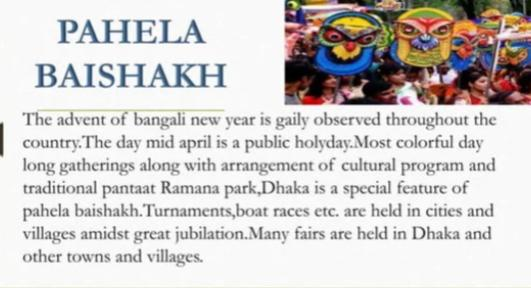 PAHELA
BAISHAKH
The advent of bangali new year is gaily observed throughout the
country.The day mid april is a public holyday.Most colorful day
long gatherings along with arrangement of cultural program and
traditional pantaat Ramana park,Dhaka is a special feature of
pahela baishakh.Turnaments,boat races etc. are held in cities and
villages amidst great jubilation.Many fairs are held in Dhaka and
other towns and villages.